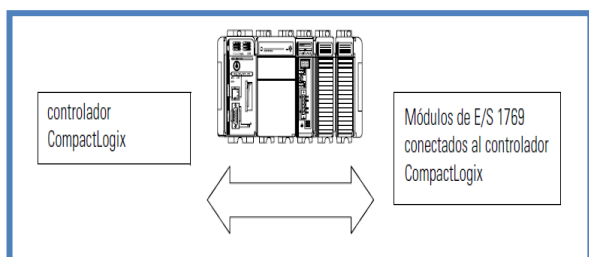 controlador
CompactLogix
Módulos de E/S 1769
conectados al controlador
CompactLogix